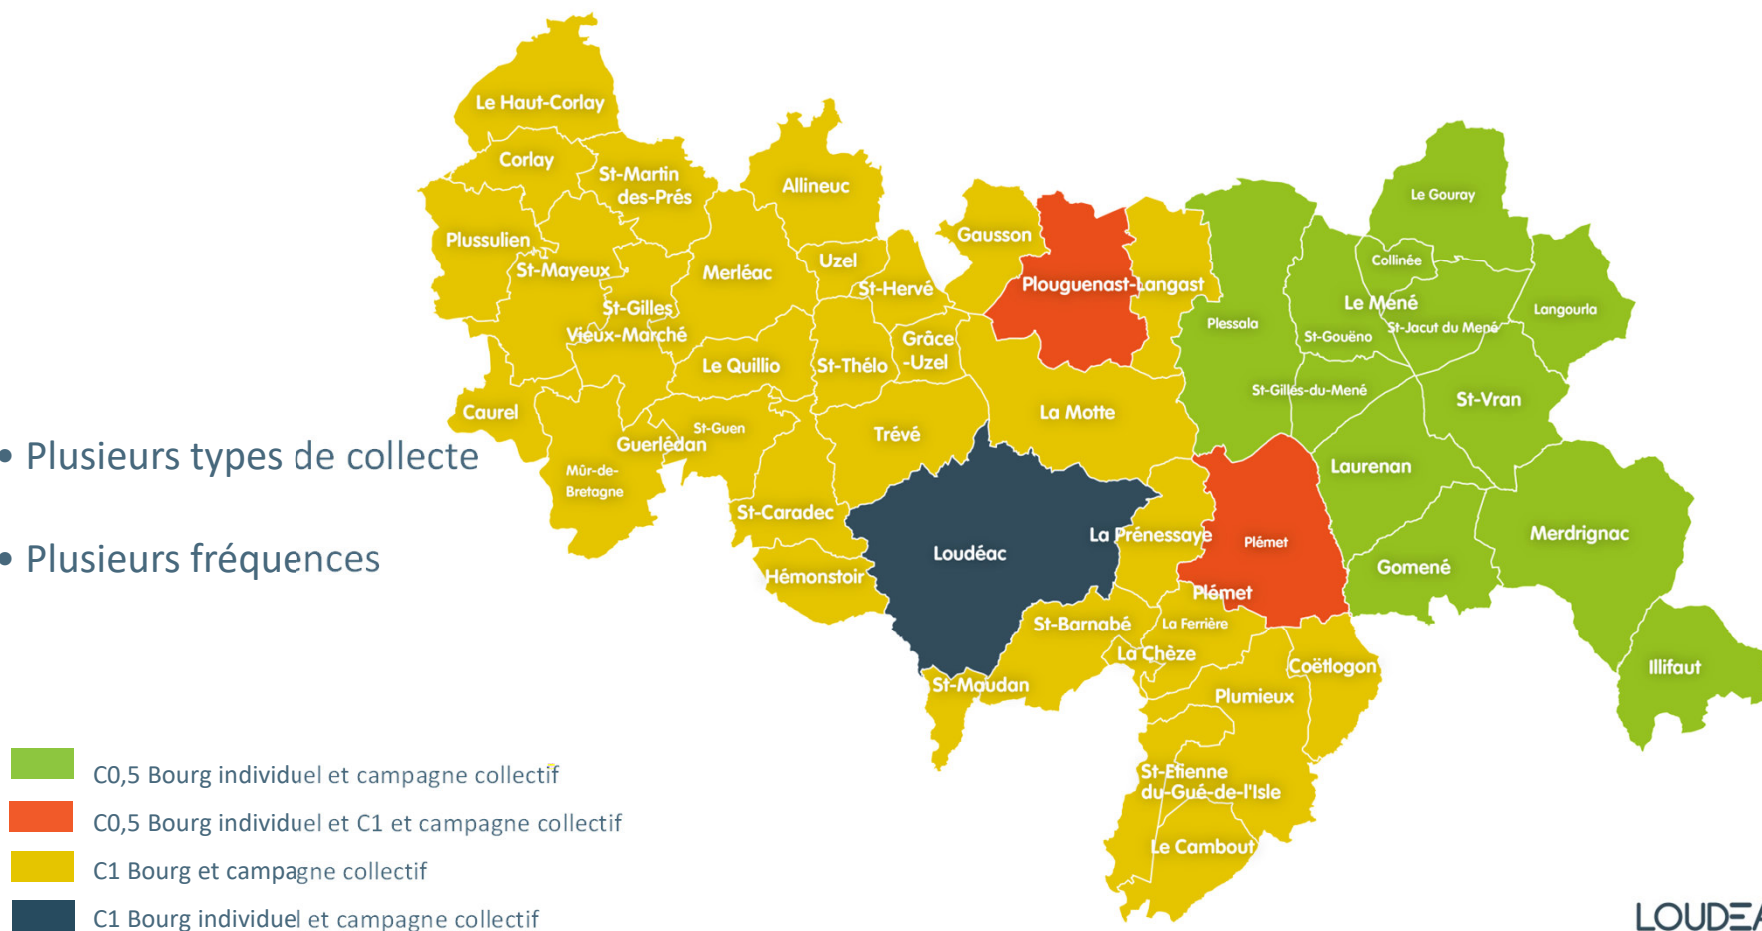 Le Haut-Corlay
Corlay
St-Martin
des-Prés
Allineuc
Plussulien
St-Mayeux
Merléac
Uzel
St-Hervé
Gausson
Plouguenast-Langast
St-Gilles
Vieux-Marché
Le Quillio
St-Thélo
Grâce
-Uzel
Le Gouray
Collinée
Le Mené
St-Jacut du Mené
Langourla
Plessala
St-Gouëno
St-Gilles-du-Mené
St-Vran
Caurel
St-Guen
Guerlédan
Mûr-de-
Bretagne
Trévé
La Motte
Laurenan
• Plusieurs types de collecte
St-Caradec
Loudéac
La Prénessaye
Plémet
Merdrignac
• Plusieurs fréquences
Hémonstoir
Plémet
Gomené
St-Barnabé
La Ferrière
La Chèze
Coëtlogon
Illifaut
St-Maudan
Plumieux
St-Etienne
du-Gué-de-l'Isle
Le Cambout
C0,5 Bourg individuel et campagne collectif
C0,5 Bourg individuel et C1 et campagne collectif
C1 Bourg et campagne collectif
C1 Bourg individuel et campagne collectif